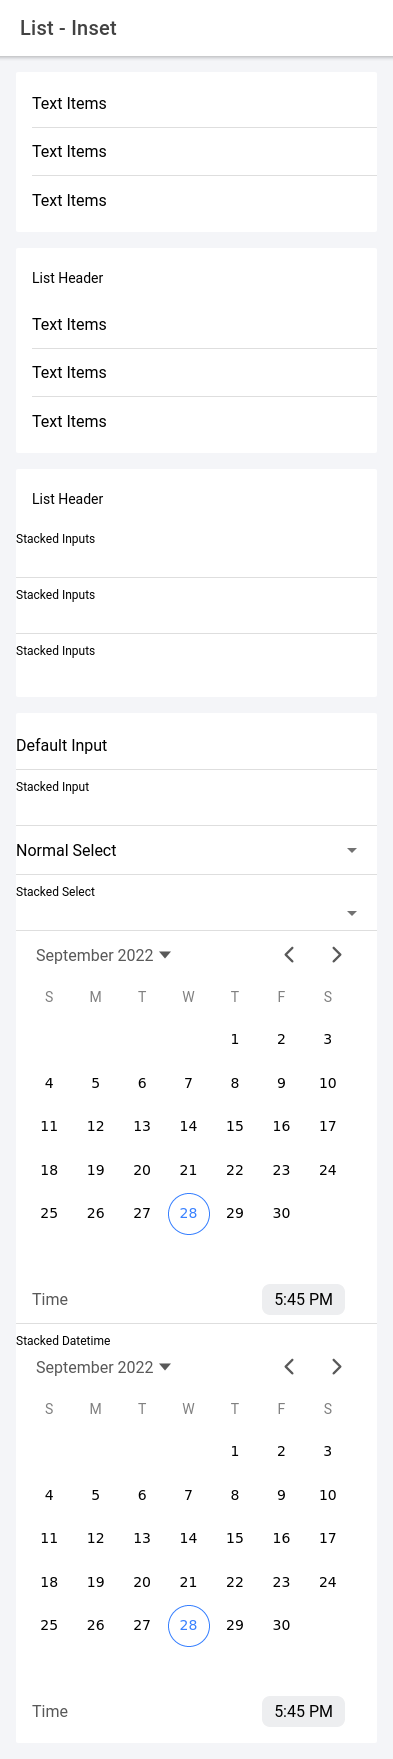 List - Inset
Text Items
Text Items
Text Items
List Header
Text Items
Text Items
Text Items
List Header
Stacked Inputs
Stacked Inputs
Stacked Inputs
Default Input
Stacked Input
Normal Select
Stacked Select
September 2022
S M T W T F S
1 2 3
4 5 6 7 8 9 10
11 12 13 14 15 16 17
18 19 20 21 22 23 24
25 26 27 28 29 30
Time 5:45 PM
Stacked Datetime
September 2022
S M T W T F S
1 2 3
4 5 6 7 8 9 10
11 12 13 14 15 16 17
18 19 20 21 22 23 24
25 26 27 28 29 30
Time 5:45 PM